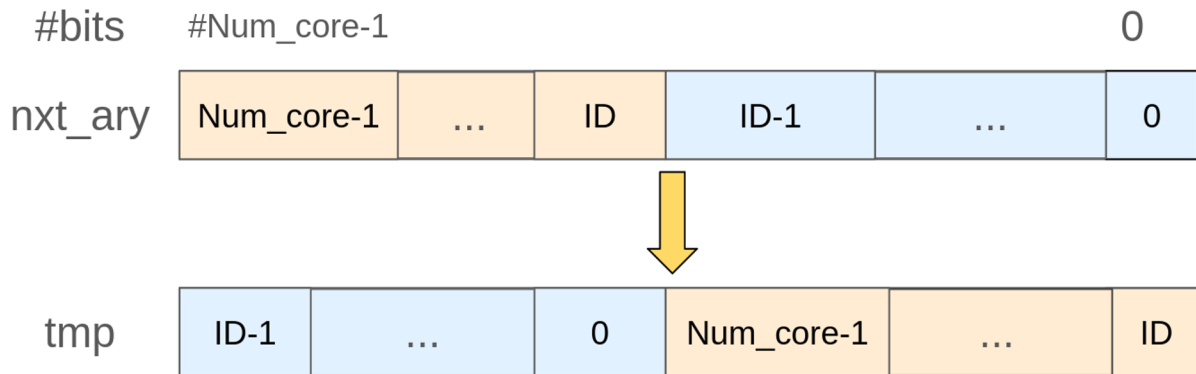 #bits #Num_core-1 0
nxt_ary Num_core-1 ... ID ID-1 ... 0
tmp ID-1 ... 0 Num_core-1 ... ID